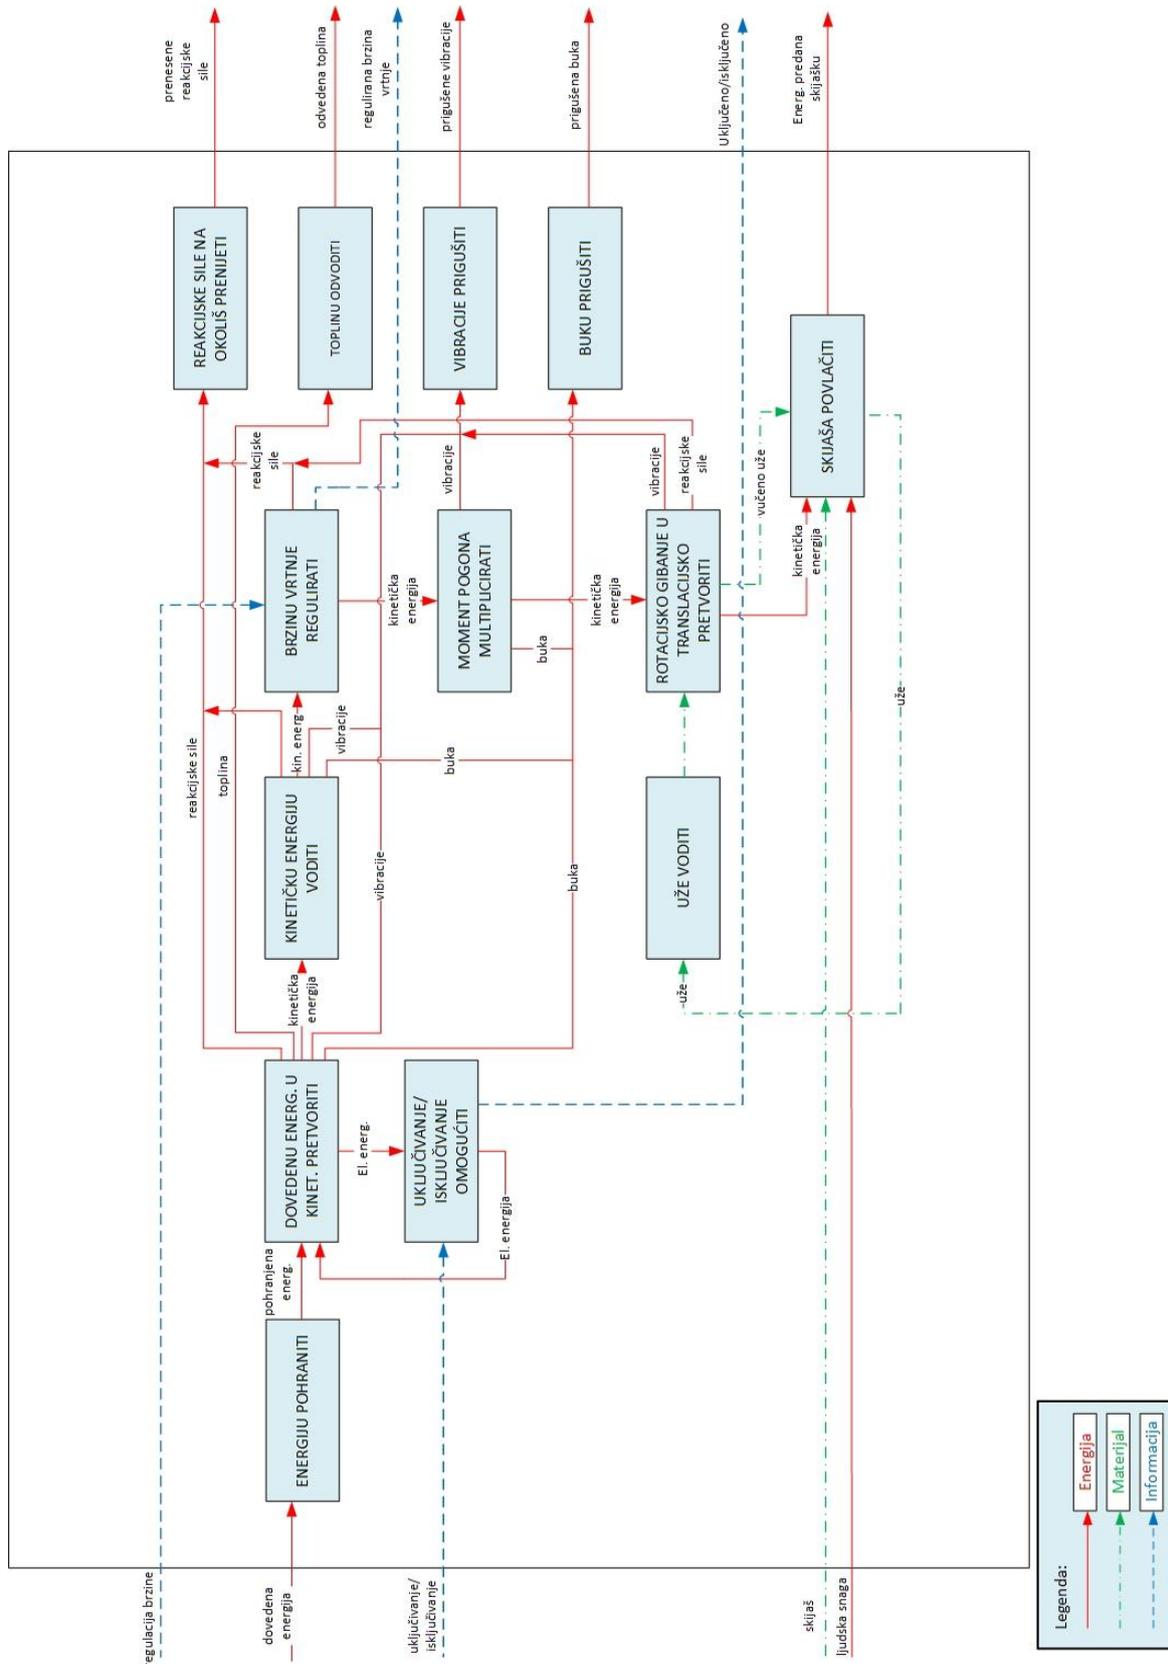 regulacija brzine
dovedena
energija
uključivanje/
isključivanje
skijaš
ljudska snaga
ENERGIJU POHRANITI
pohranjena
energ.
DOVEDENU ENERG. U
KINET. PRETVORITI
El. energ.
UKLJUČIVANJE/
ISKLJUČIVANJE
OMOGUĆITI
El. energija
kinetička
energija
KINETIČKU ENERGIJU
VODITI
reakcijske sile
toplina
kin. energ
vibracije
buka
vibracije
buka
uže
UŽE VODITI
uže
BRZINU VRTNJE
REGULIRATI
kinetička
energija
MOMENT POGONA
MULTIPLICIRATI
buka
kinetička
energija
ROTACIJSKO GIBANJE U
TRANSLACIJSKO
PRETVORITI
reakcijske
sile
vibracije
vibracije
reakcijske
sile
vučeno uže
kinetička
energija
REAKCIJSKE SILE NA
OKOLIŠ PRENIJETI
TOPLINU ODVODITI
VIBRACIJE PRIGUŠITI
BUKU PRIGUŠITI
SKIJAŠA POVLAČITI
prenesene
reakcijske
sile
odvedena toplina
regulirana brzina
vrtnje
prigušene vibracije
prigušena buka
Uključeno/isključeno
Energ. predana
skijašku
Legenda:
Energija
Materijal
Informacija